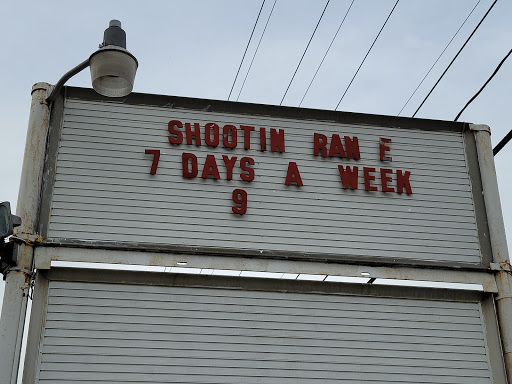 SHOOTIN RAN E
7 DAYS A WEEK
9